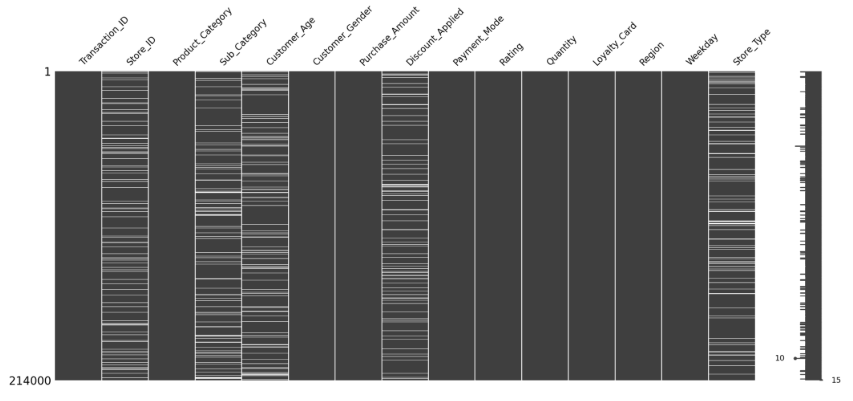 Transaction_ID
Store_ID
Product_Category
Sub_Category
Customer_Age
Customer_Gender
Purchase_Amount
Discount_Applied
Payment_Mode
Rating
Quantity
Loyalty_Card
Region
Weekday
Store_Type
1
10
214000
15